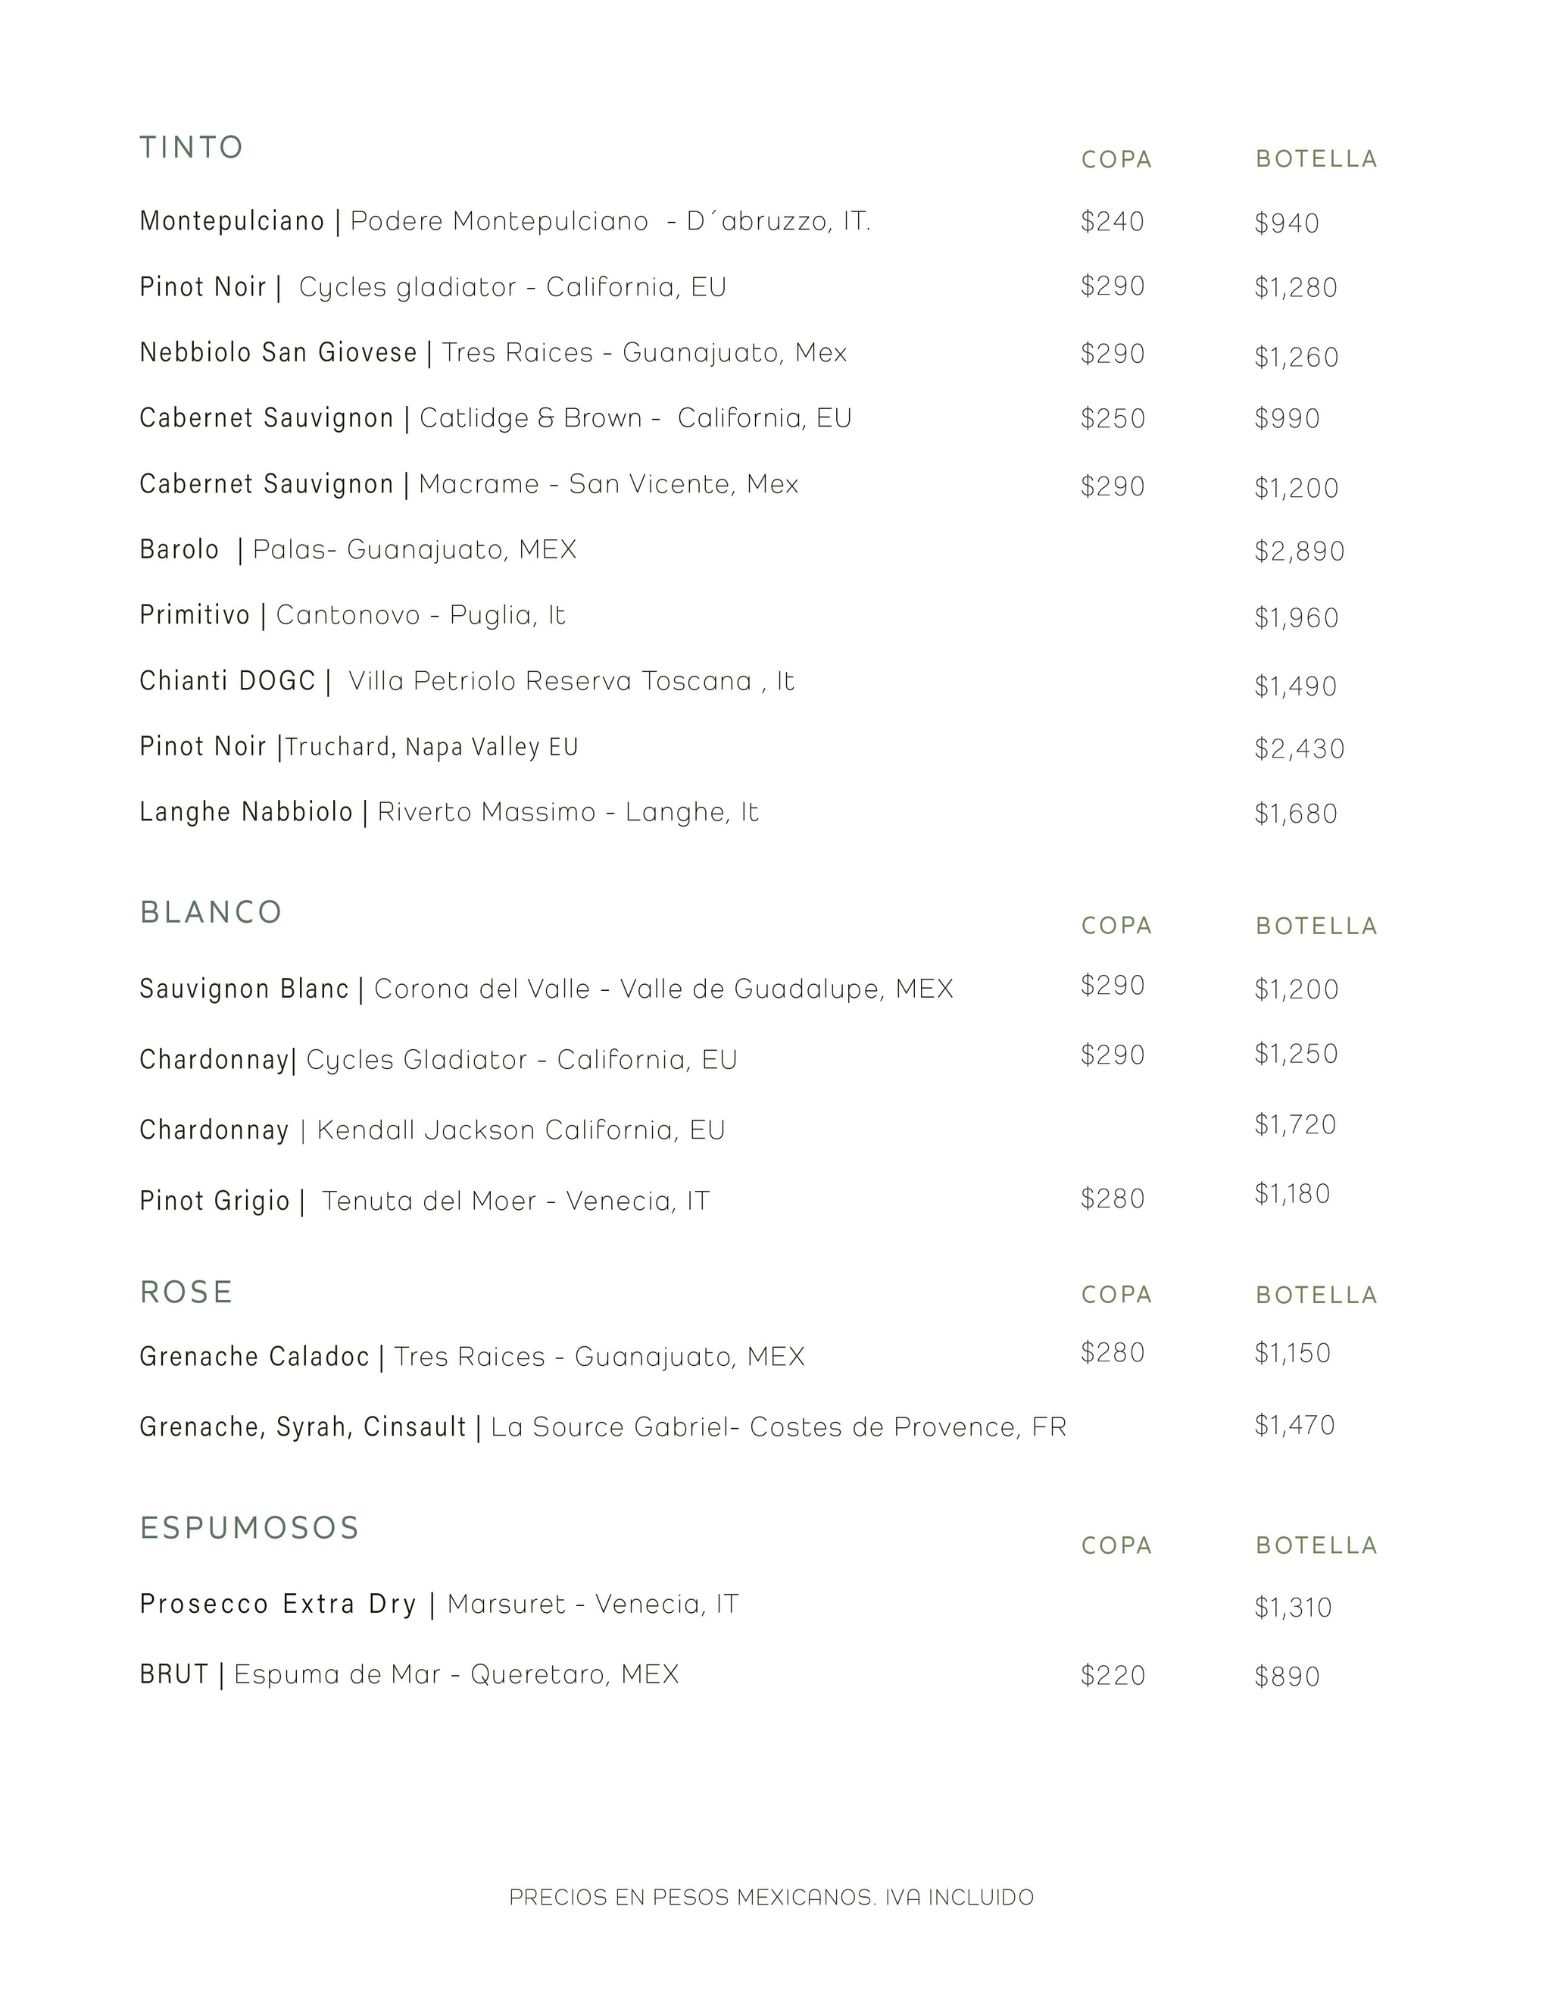 TINTO COPA BOTELLA
Montepulciano | Podere Montepulciano - D´abruzzo, IT. $240 $940
Pinot Noir | Cycles gladiator - California, EU $290 $1,280
Nebbiolo San Giovese | Tres Raices - Guanajuato, Mex $290 $1,260
Cabernet Sauvignon | Catlidge & Brown - California, EU $250 $990
Cabernet Sauvignon | Macrame - San Vicente, Mex $290 $1,200
Barolo | Palas- Guanajuato, MEX $2,890
Primitivo | Cantonovo - Puglia, It $1,960
Chianti DOGC | Villa Petriolo Reserva Toscana , It $1,490
Pinot Noir |Truchard, Napa Valley EU $2,430
Langhe Nabbiolo | Riverto Massimo - Langhe, It $1,680
BLANCO COPA BOTELLA
Sauvignon Blanc | Corona del Valle - Valle de Guadalupe, MEX $290 $1,200
Chardonnay| Cycles Gladiator - California, EU $290 $1,250
Chardonnay | Kendall Jackson California, EU $1,720
Pinot Grigio | Tenuta del Moer - Venecia, IT $280 $1,180
ROSE COPA BOTELLA
Grenache Caladoc | Tres Raices - Guanajuato, MEX $280 $1,150
Grenache, Syrah, Cinsault | La Source Gabriel- Costes de Provence, FR $1,470
ESPUMOSOS COPA BOTELLA
Prosecco Extra Dry | Marsuret - Venecia, IT $1,310
BRUT | Espuma de Mar - Queretaro, MEX $220 $890
PRECIOS EN PESOS MEXICANOS. IVA INCLUIDO